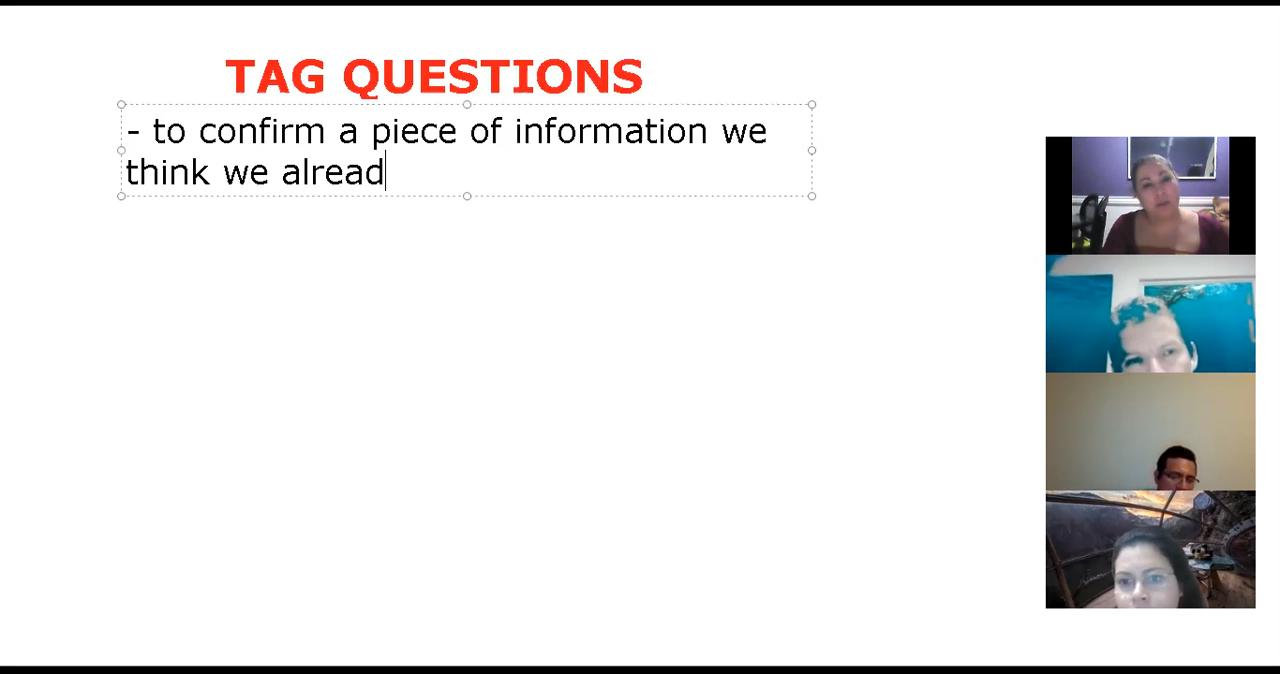 TAG QUESTIONS
- to confirm a piece of information we
think we alread